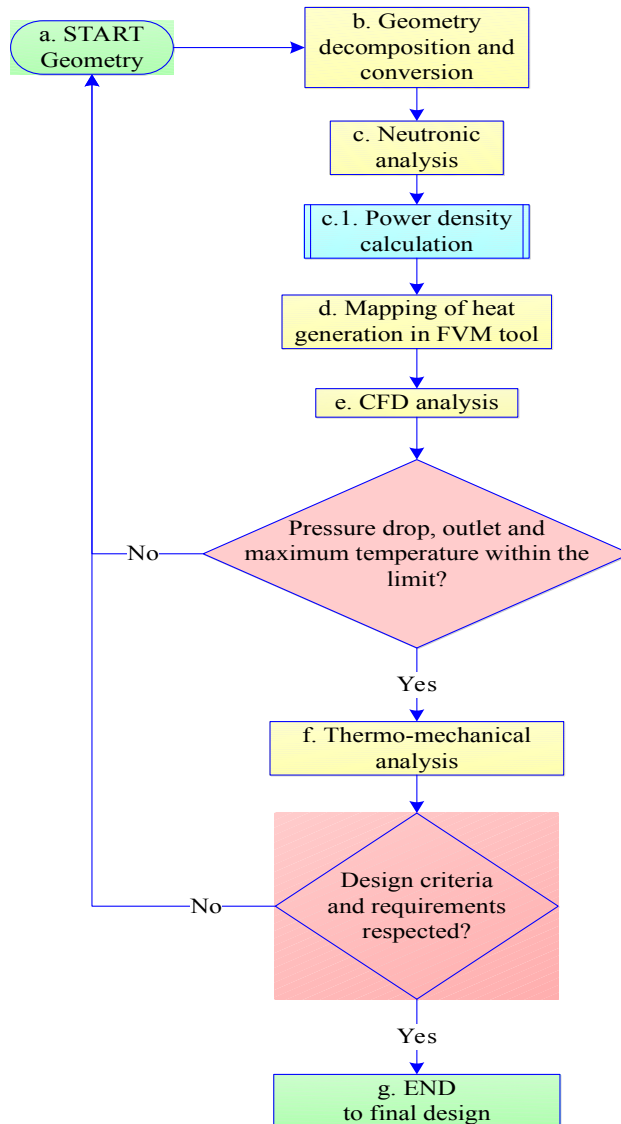 a. START
Geometry
b. Geometry
decomposition and
conversion
c. Neutronic
analysis
c.1. Power density
calculation
d. Mapping of heat
generation in FVM tool
e. CFD analysis
Pressure drop, outlet and
maximum temperature within the
limit?
No
Yes
f. Thermo-mechanical
analysis
Design criteria
and requirements
respected?
No
Yes
g. END
to final design